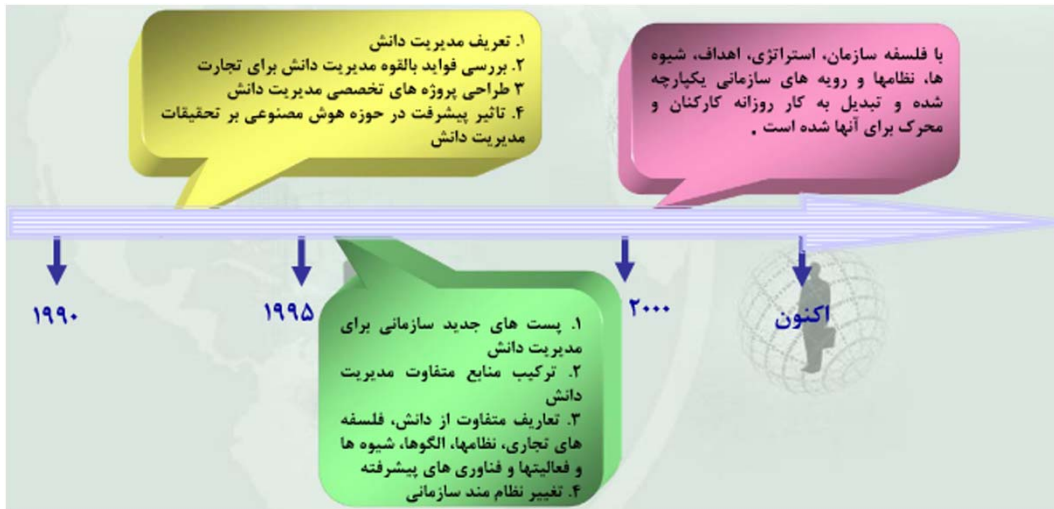 ۱. تعریف مدیریت دانش
۲. بررسی فواید بالقوه مدیریت دانش برای تجارت
۳ طراحی پروژه های تخصصی مدیریت دانش
۴. تاثیر پیشرفت در حوزه هوش مصنوعی بر تحقیقات
مدیریت دانش
با فلسفه سازمان، استراتژی، اهداف، شیوه
ها، نظامها و رویه های سازمانی یکپارچه
شده و تبدیل به کار روزانه کارکنان و
محرک برای آنها شده است .
۱۹۹۰
۱۹۹۵
۲۰۰۰
اکنون
۱. پست های جدید سازمانی برای
مدیریت دانش
۲. ترکیب منابع متفاوت مدیریت
دانش
۳. تعاریف متفاوت از دانش، فلسفه
های تجاری، نظامها، الگوها، شیوه ها
و فعالیتها و فناوری های پیشرفته
۴. تغییر نظام مند سازمانی